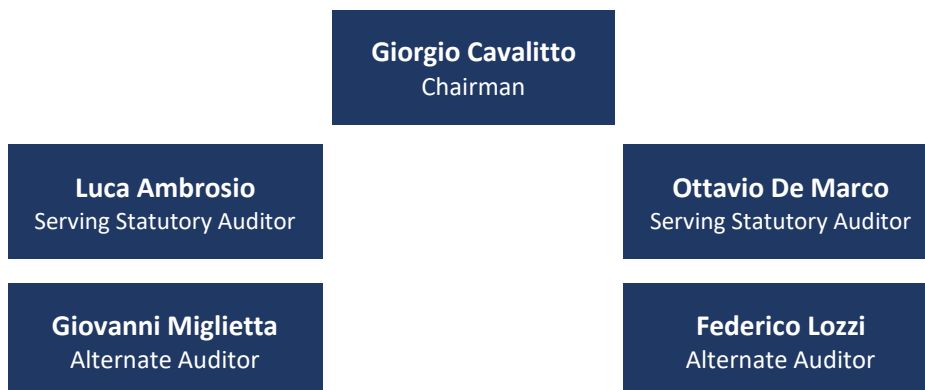 Giorgio Cavalitto
Chairman
Luca Ambrosio
Serving Statutory Auditor
Ottavio De Marco
Serving Statutory Auditor
Giovanni Miglietta
Alternate Auditor
Federico Lozzi
Alternate Auditor